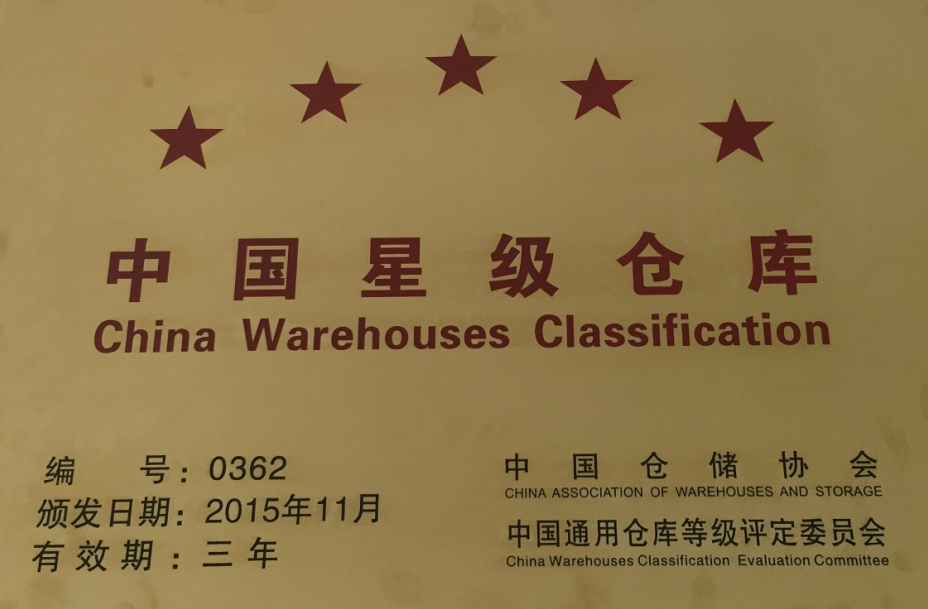 中国星级仓库
China Warehouses Classification
编 号：0362
颁发日期：2015年11月
有效期：三年
中国仓储协会
CHINA ASSOCIATION OF WAREHOUSES AND STORAGE
中国通用仓库等级评定委员会
China Warehouses Classification Evaluation Committee